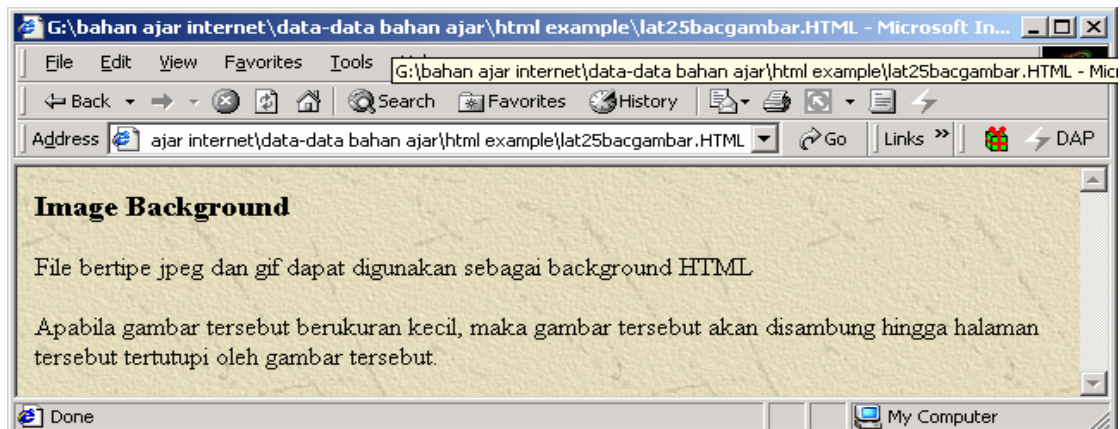 G:\bahan ajar internet\data-data bahan ajar\html example\lat25bacgambar.HTML - Microsoft In...
File Edit View Favorites Tools
G:\bahan ajar internet\data-data bahan ajar\html example\lat25bacgambar.HTML - Mic
Back Search Favorites History
Address ajar internet\data-data bahan ajar\html example\lat25bacgambar.HTML Go Links » DAP
Image Background
File bertipe jpeg dan gif dapat digunakan sebagai background HTML
Apabila gambar tersebut berukuran kecil, maka gambar tersebut akan disambung hingga halaman
tersebut tertutupi oleh gambar tersebut.
Done My Computer